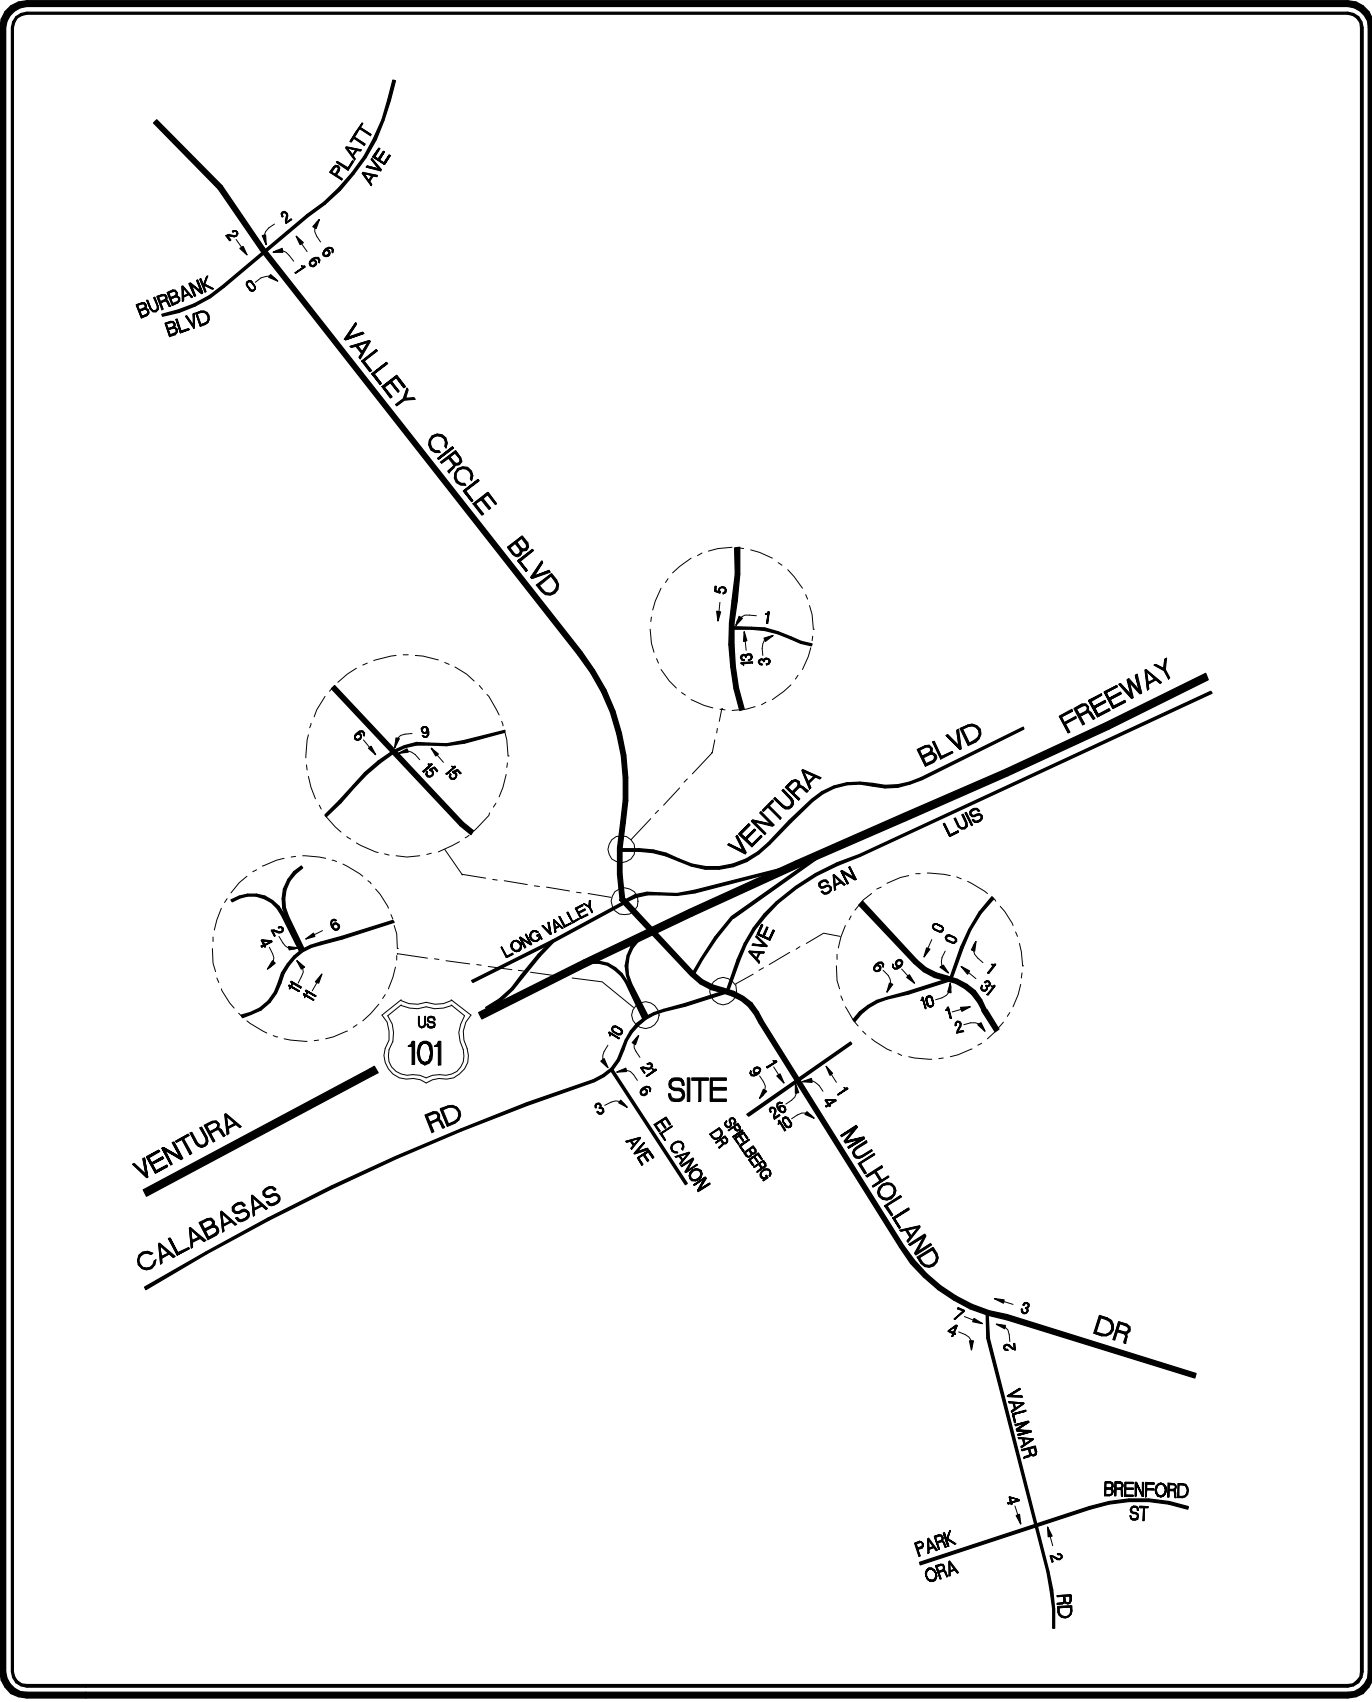 PLATT
AVE
2
2
6
6
1
0
BURBANK
BLVD
VALLEY CIRCLE BLVD
5
1
13
3
6
9
15
15
FREEWAY
BLVD
VENTURA
LUIS
SAN
AVE
LONG VALLEY
6
2
4
11
11
0
0
9
6
1
31
10
1
2
US
101
10
21
6
3
SITE
1
9
1
4
26
10
SPIELBERG
DR
EL CANON
AVE
RD
VENTURA
CALABASAS
MULHOLLAND
DR
3
7
4
2
VALMAR
4
BRENFORD
ST
PARK
ORA
2
RD